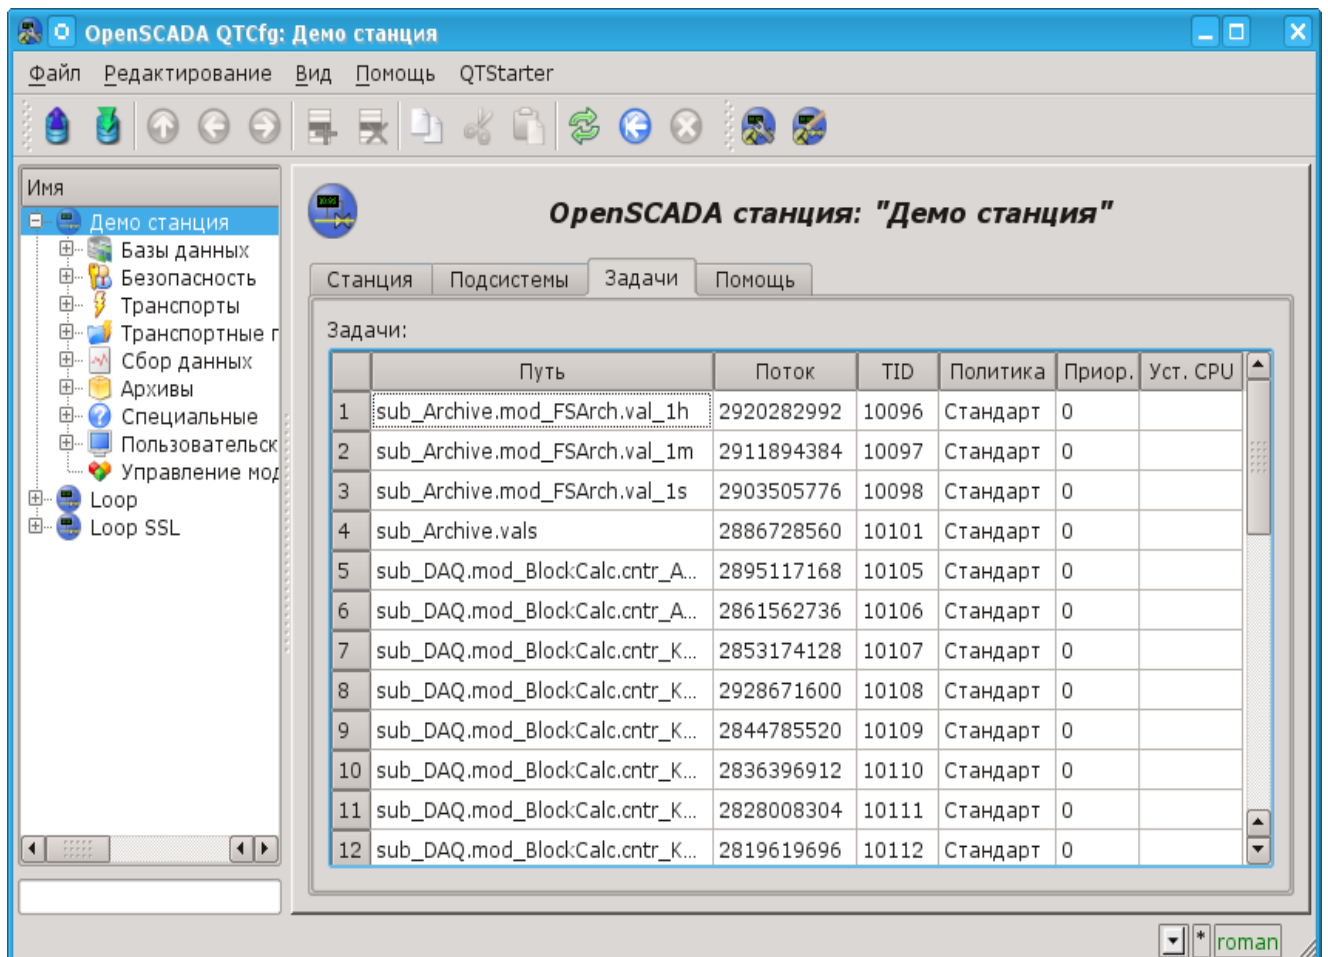 OpenSCADA QTCfg: Демо станция
Файл Редактирование Вид Помощь QTStarter
Имя
Демо станция
Базы данных
Безопасность
Транспорты
Транспортные п
Сбор данных
Архивы
Специальные
Пользовательск
Управление мод
Loop
Loop SSL
OpenSCADA станция: "Демо станция"
Станция Подсистемы Задачи Помощь
Задачи:
Путь Поток TID Политика Приор. Уст. CPU
1 sub_Archive.mod_FSArch.val_1h 2920282992 10096 Стандарт 0
2 sub_Archive.mod_FSArch.val_1m 2911894384 10097 Стандарт 0
3 sub_Archive.mod_FSArch.val_1s 2903505776 10098 Стандарт 0
4 sub_Archive.vals 2886728560 10101 Стандарт 0
5 sub_DAQ.mod_BlockCalc.cntr_A... 2895117168 10105 Стандарт 0
6 sub_DAQ.mod_BlockCalc.cntr_A... 2861562736 10106 Стандарт 0
7 sub_DAQ.mod_BlockCalc.cntr_K... 2853174128 10107 Стандарт 0
8 sub_DAQ.mod_BlockCalc.cntr_K... 2928671600 10108 Стандарт 0
9 sub_DAQ.mod_BlockCalc.cntr_K... 2844785520 10109 Стандарт 0
10 sub_DAQ.mod_BlockCalc.cntr_K... 2836396912 10110 Стандарт 0
11 sub_DAQ.mod_BlockCalc.cntr_K... 2828008304 10111 Стандарт 0
12 sub_DAQ.mod_BlockCalc.cntr_K... 2819619696 10112 Стандарт 0
* roman